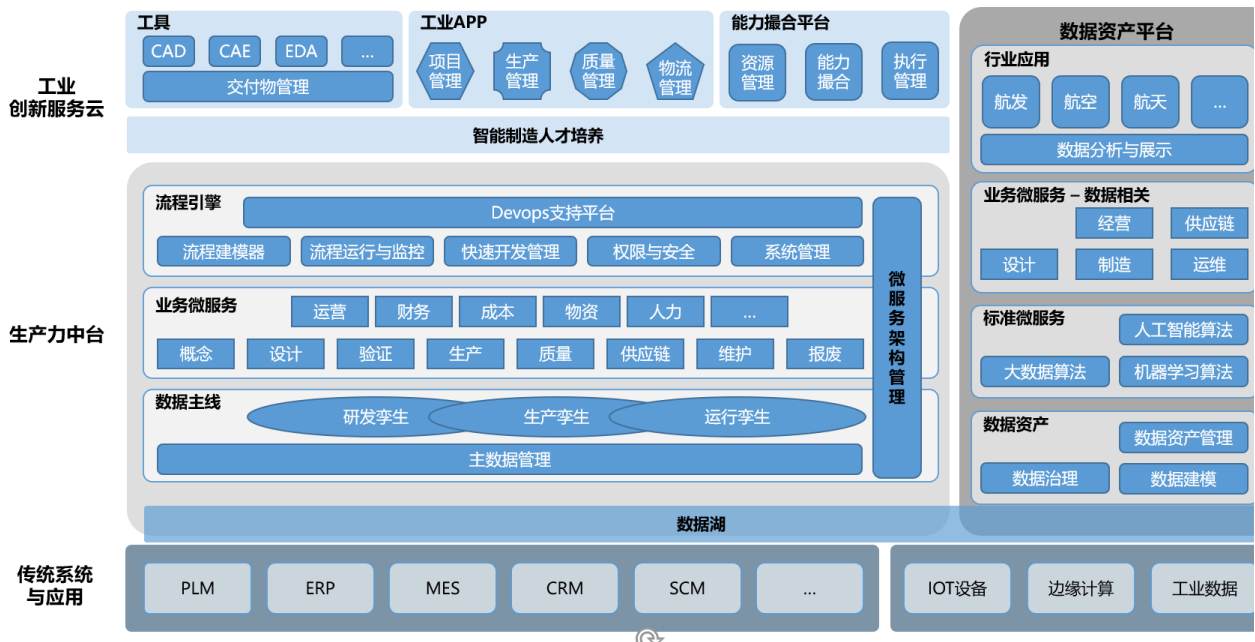 工业
创新服务云
工具
CAD
CAE
EDA
...
交付物管理
工业APP
项目
管理
生产
管理
质量
管理
物流
管理
能力撮合平台
资源
管理
能力
撮合
执行
管理
智能制造人才培养
生产力中台
流程引擎
Devops支持平台
流程建模器
流程运行与监控
快速开发管理
权限与安全
系统管理
业务微服务
运营
财务
成本
物资
人力
...
概念
设计
验证
生产
质量
供应链
维护
报废
数据主线
研发孪生
生产孪生
运行孪生
主数据管理
微服务架构管理
数据资产平台
行业应用
航发
航空
航天
...
数据分析与展示
业务微服务 – 数据相关
经营
供应链
设计
制造
运维
标准微服务
人工智能算法
大数据算法
机器学习算法
数据资产
数据资产管理
数据治理
数据建模
数据湖
传统系统
与应用
PLM
ERP
MES
CRM
SCM
...
IOT设备
边缘计算
工业数据